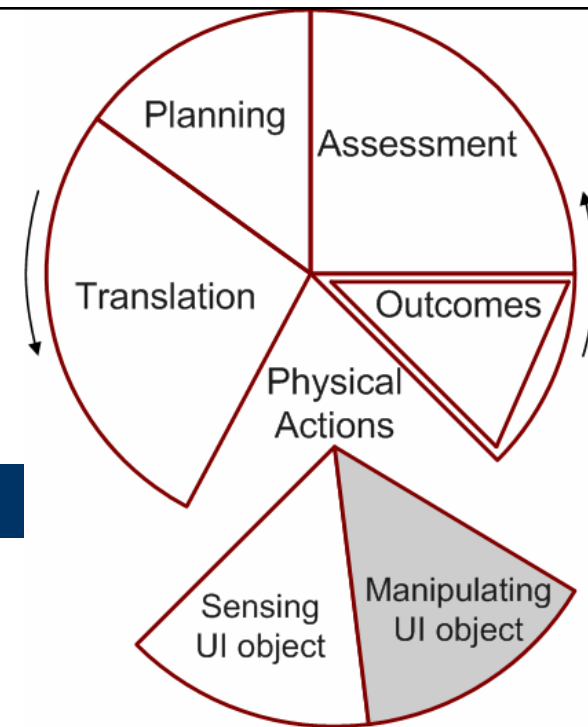 Planning
Assessment
Translation
Outcomes
Physical
Actions
Sensing
UI object
Manipulating
UI object